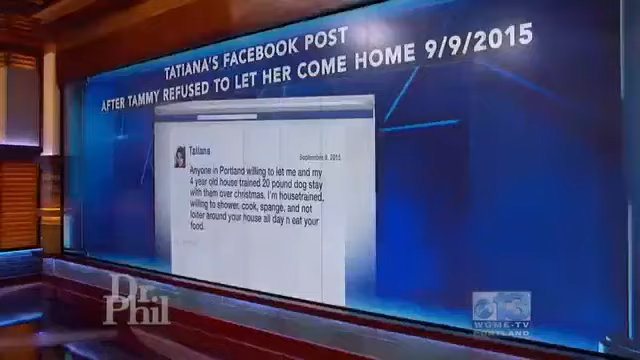 TATIANA'S FACEBOOK POST
AFTER TAMMY REFUSED TO LET HER COME HOME 9/9/2015
Tatiana
September 9, 2015
Anyone in Portland willing to let me and my
4 year old house trained 20 pound dog stay
with them over christmas. I'm housetrained,
willing to shower, cook, spange, and not
loiter around your house all day n eat your
food.
Dr.
Phil
13
WGME-TV
PORTLAND